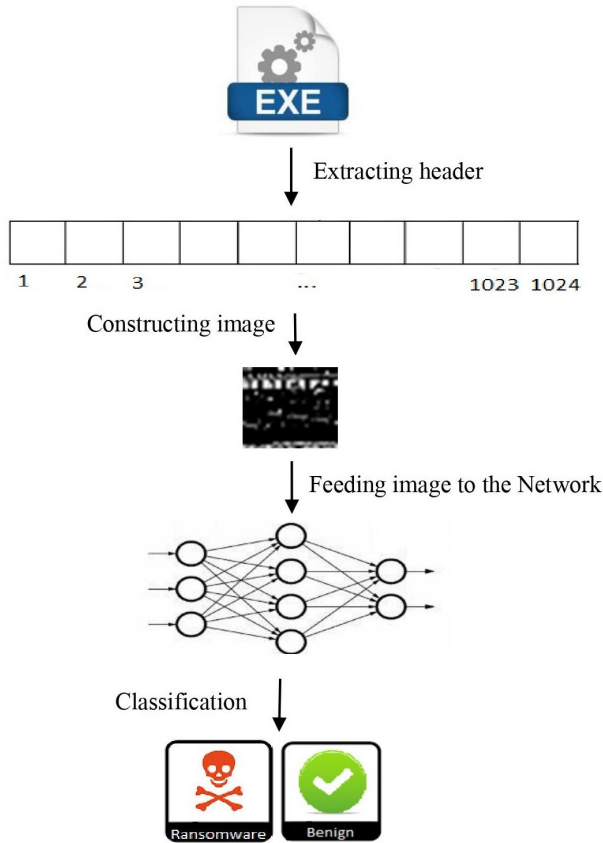 EXE
Extracting header
1 2 3 ... 1023 1024
Constructing image
Feeding image to the Network
Classification
Ransomware Benign